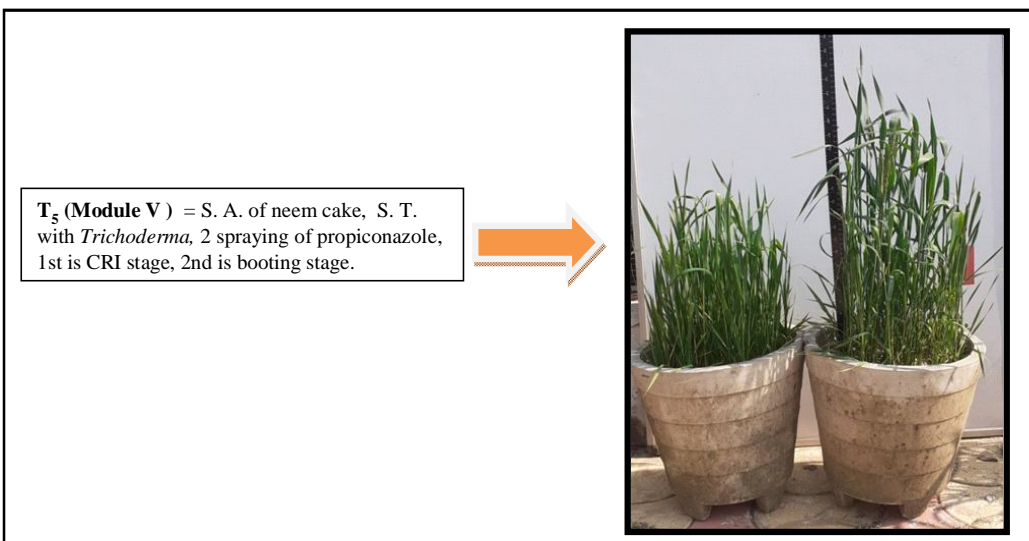 T₅ (Module V ) = S. A. of neem cake, S. T.
with Trichoderma, 2 spraying of propiconazole,
1st is CRI stage, 2nd is booting stage.